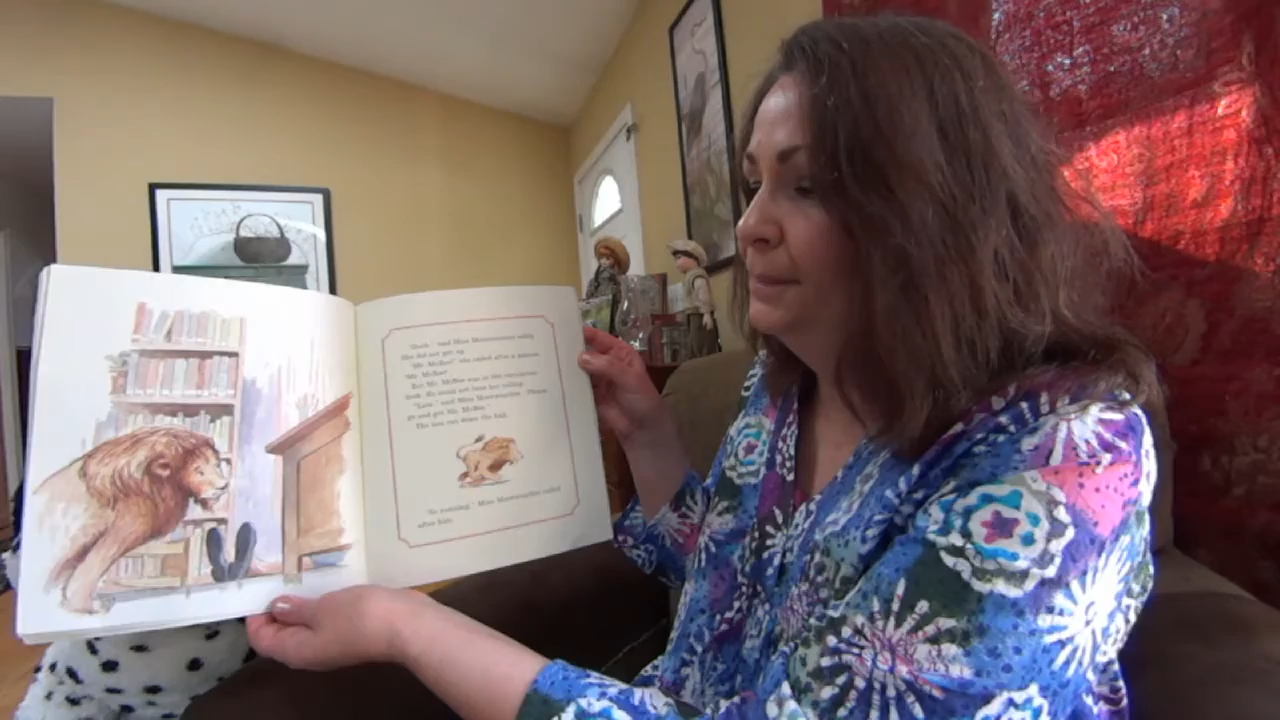 "Ouch," said Miss Merriweather softly.
She did not get up.
"Mr. McBee!" she called after a minute.
"Mr. McBee!"
But Mr. McBee was at the circulation
desk. He could not hear her calling.
"Lion," said Miss Merriweather. "Please
go and get Mr. McBee."
The lion ran down the hall.
"No running," Miss Merriweather called
after him.